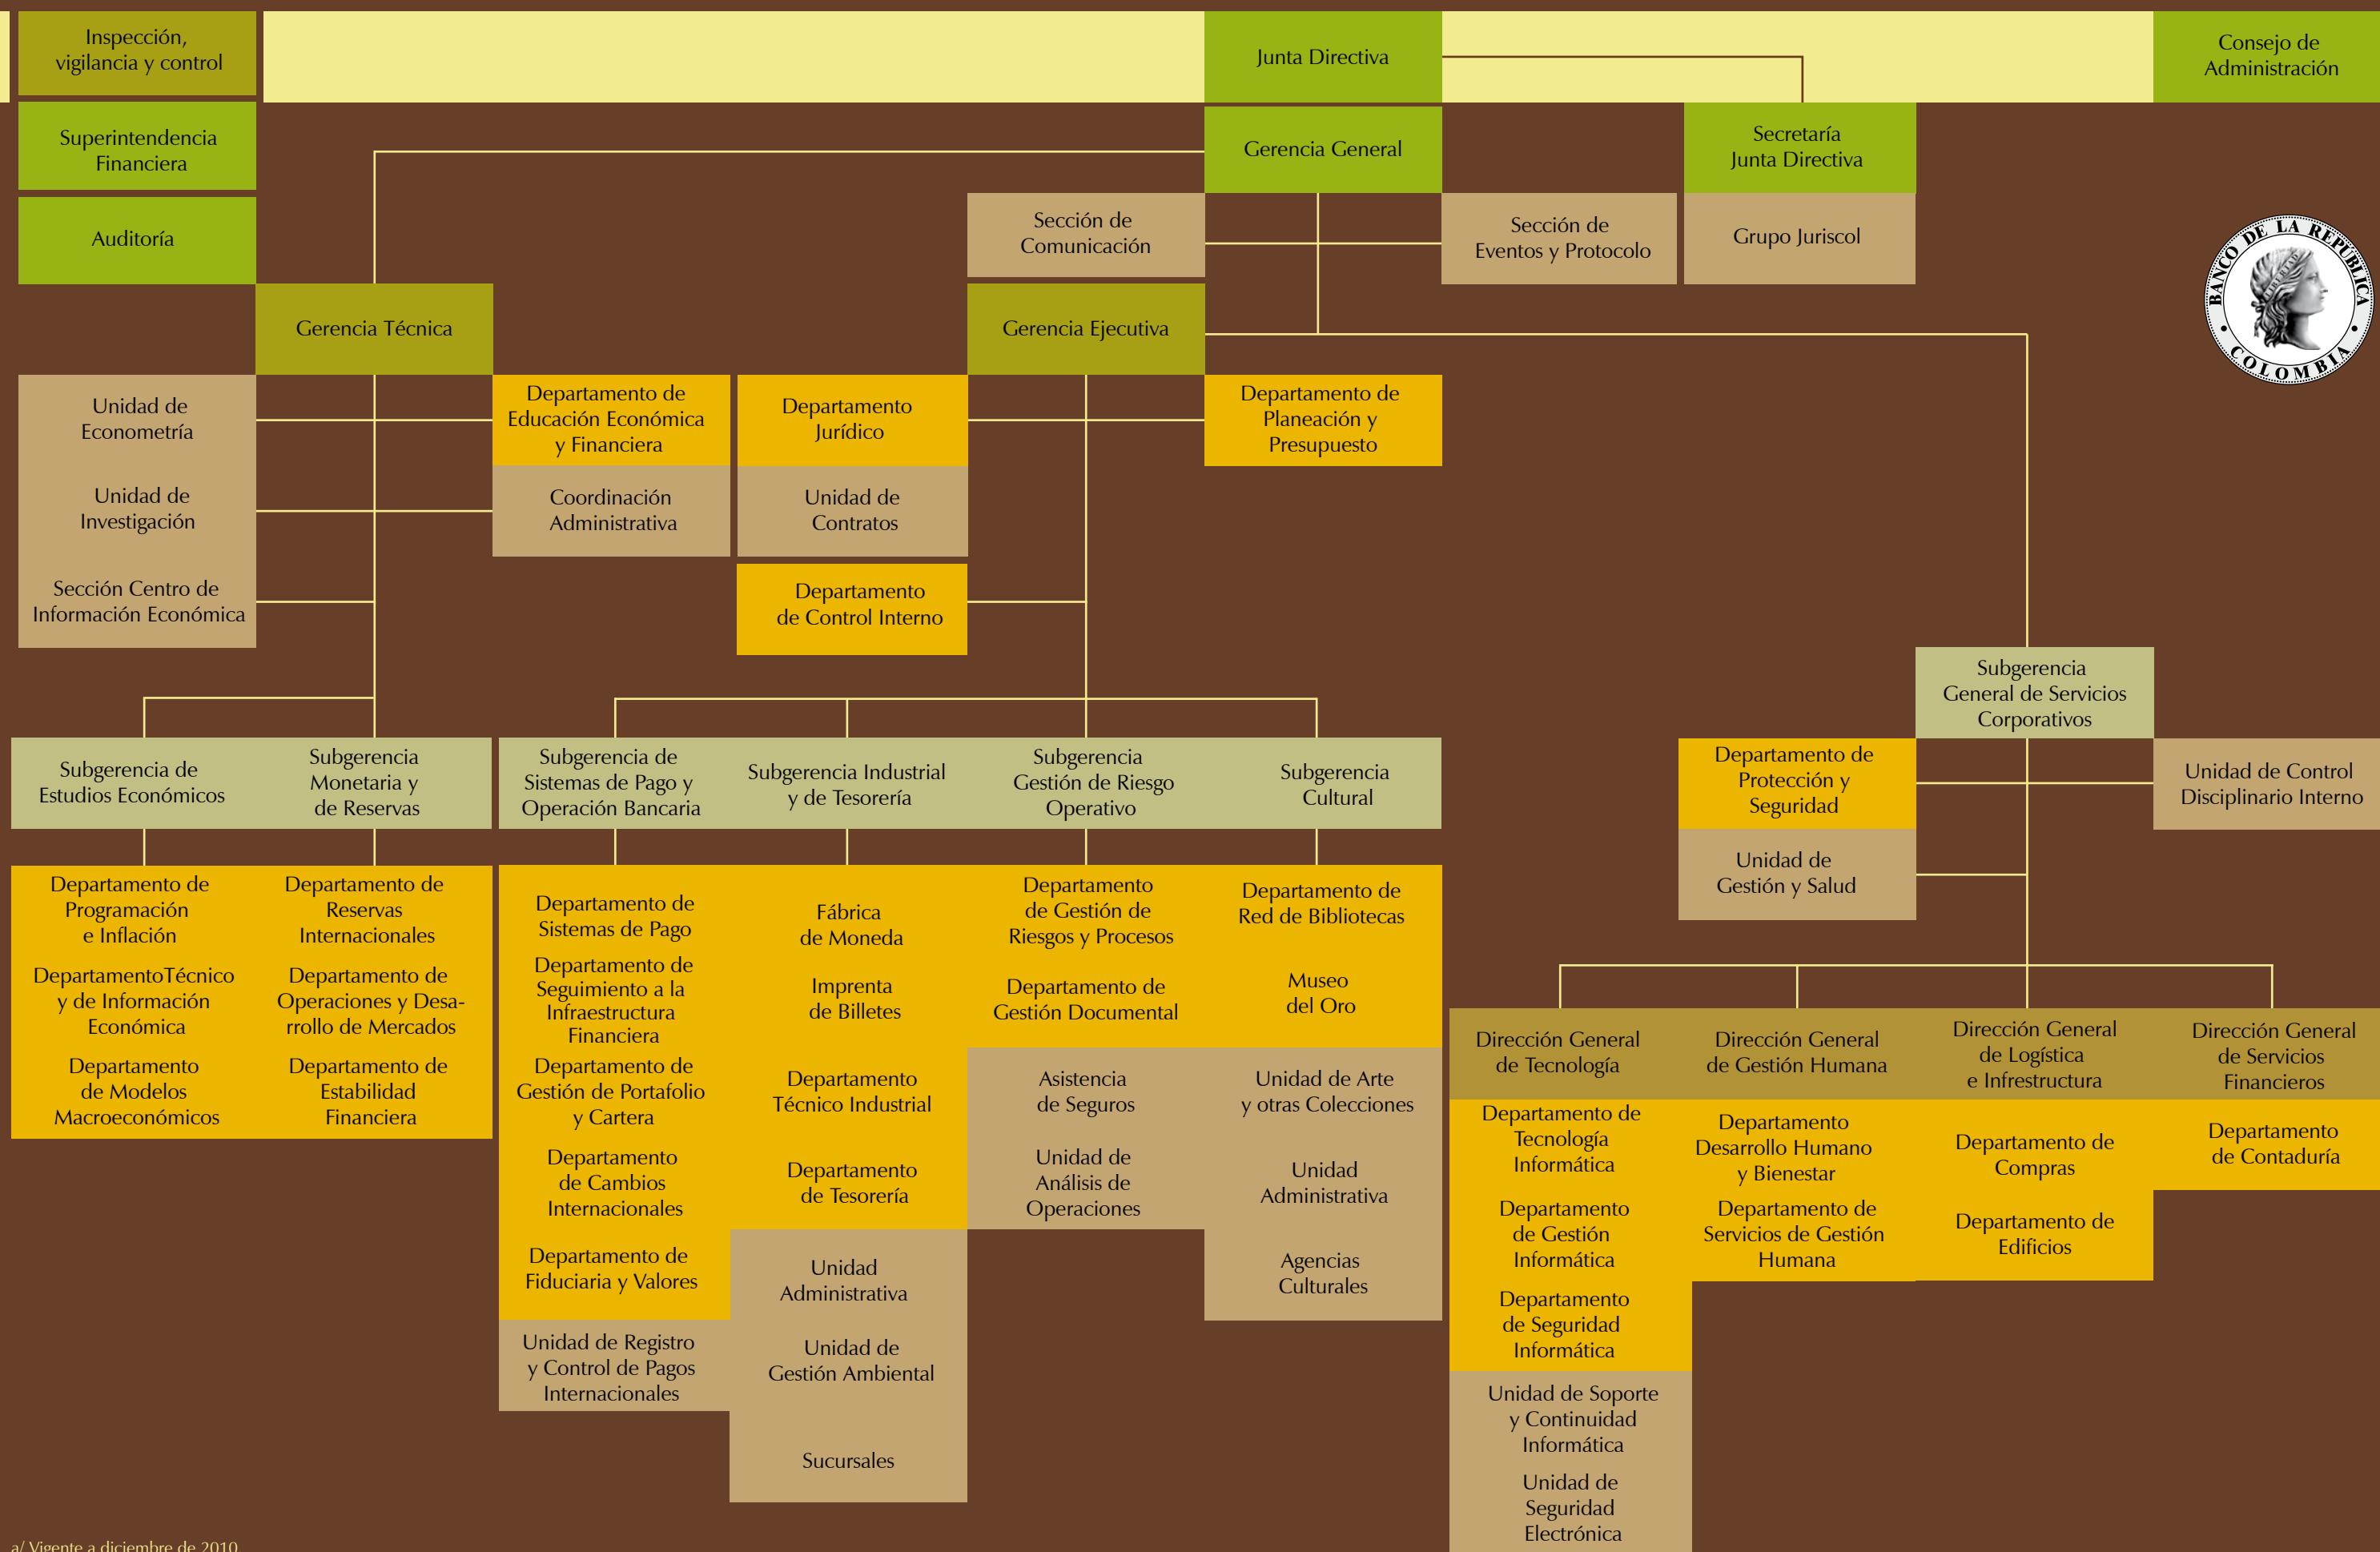 Inspección,
vigilancia y control
Junta Directiva
Consejo de
Administración
Superintendencia
Financiera
Gerencia General
Secretaría
Junta Directiva
Auditoría
Sección de
Comunicación
Sección de
Eventos y Protocolo
Grupo Juriscol
BANCO DE LA REPUBLICA
COLOMBIA
LIBERTAD
Gerencia Técnica
Gerencia Ejecutiva
Unidad de
Econometría
Departamento de
Educación Económica
y Financiera
Departamento
Jurídico
Departamento de
Planeación y
Presupuesto
Unidad de
Investigación
Coordinación
Administrativa
Unidad de
Contratos
Sección Centro de
Información Económica
Departamento
de Control Interno
Subgerencia
General de Servicios
Corporativos
Subgerencia de
Estudios Económicos
Subgerencia
Monetaria y
de Reservas
Subgerencia de
Sistemas de Pago y
Operación Bancaria
Subgerencia Industrial
y de Tesorería
Subgerencia
Gestión de Riesgo
Operativo
Subgerencia
Cultural
Departamento de
Protección y
Seguridad
Unidad de Control
Disciplinario Interno
Unidad de
Gestión y Salud
Departamento de
Programación
e Inflación
DepartamentoTécnico
y de Información
Económica
Departamento
de Modelos
Macroeconómicos
Departamento de
Reservas
Internacionales
Departamento de
Operaciones y Desa-
rrollo de Mercados
Departamento de
Estabilidad
Financiera
Departamento de
Sistemas de Pago
Departamento de
Seguimiento a la
Infraestructura
Financiera
Departamento de
Gestión de Portafolio
y Cartera
Departamento
de Cambios
Internacionales
Departamento de
Fiduciaria y Valores
Unidad de Registro
y Control de Pagos
Internacionales
Fábrica
de Moneda
Imprenta
de Billetes
Departamento
Técnico Industrial
Departamento
de Tesorería
Unidad
Administrativa
Unidad de
Gestión Ambiental
Sucursales
Departamento
de Gestión de
Riesgos y Procesos
Departamento de
Gestión Documental
Asistencia
de Seguros
Unidad de
Análisis de
Operaciones
Departamento de
Red de Bibliotecas
Museo
del Oro
Unidad de Arte
y otras Colecciones
Unidad
Administrativa
Agencias
Culturales
Dirección General
de Tecnología
Departamento de
Tecnología
Informática
Departamento
de Gestión
Informática
Departamento
de Seguridad
Informática
Unidad de Soporte
y Continuidad
Informática
Unidad de
Seguridad
Electrónica
Dirección General
de Gestión Humana
Departamento
Desarrollo Humano
y Bienestar
Departamento de
Servicios de Gestión
Humana
Dirección General
de Logística
e Infrestructura
Departamento de
Compras
Departamento de
Edificios
Dirección General
de Servicios
Financieros
Departamento
de Contaduría
a/ Vigente a diciembre de 2010.